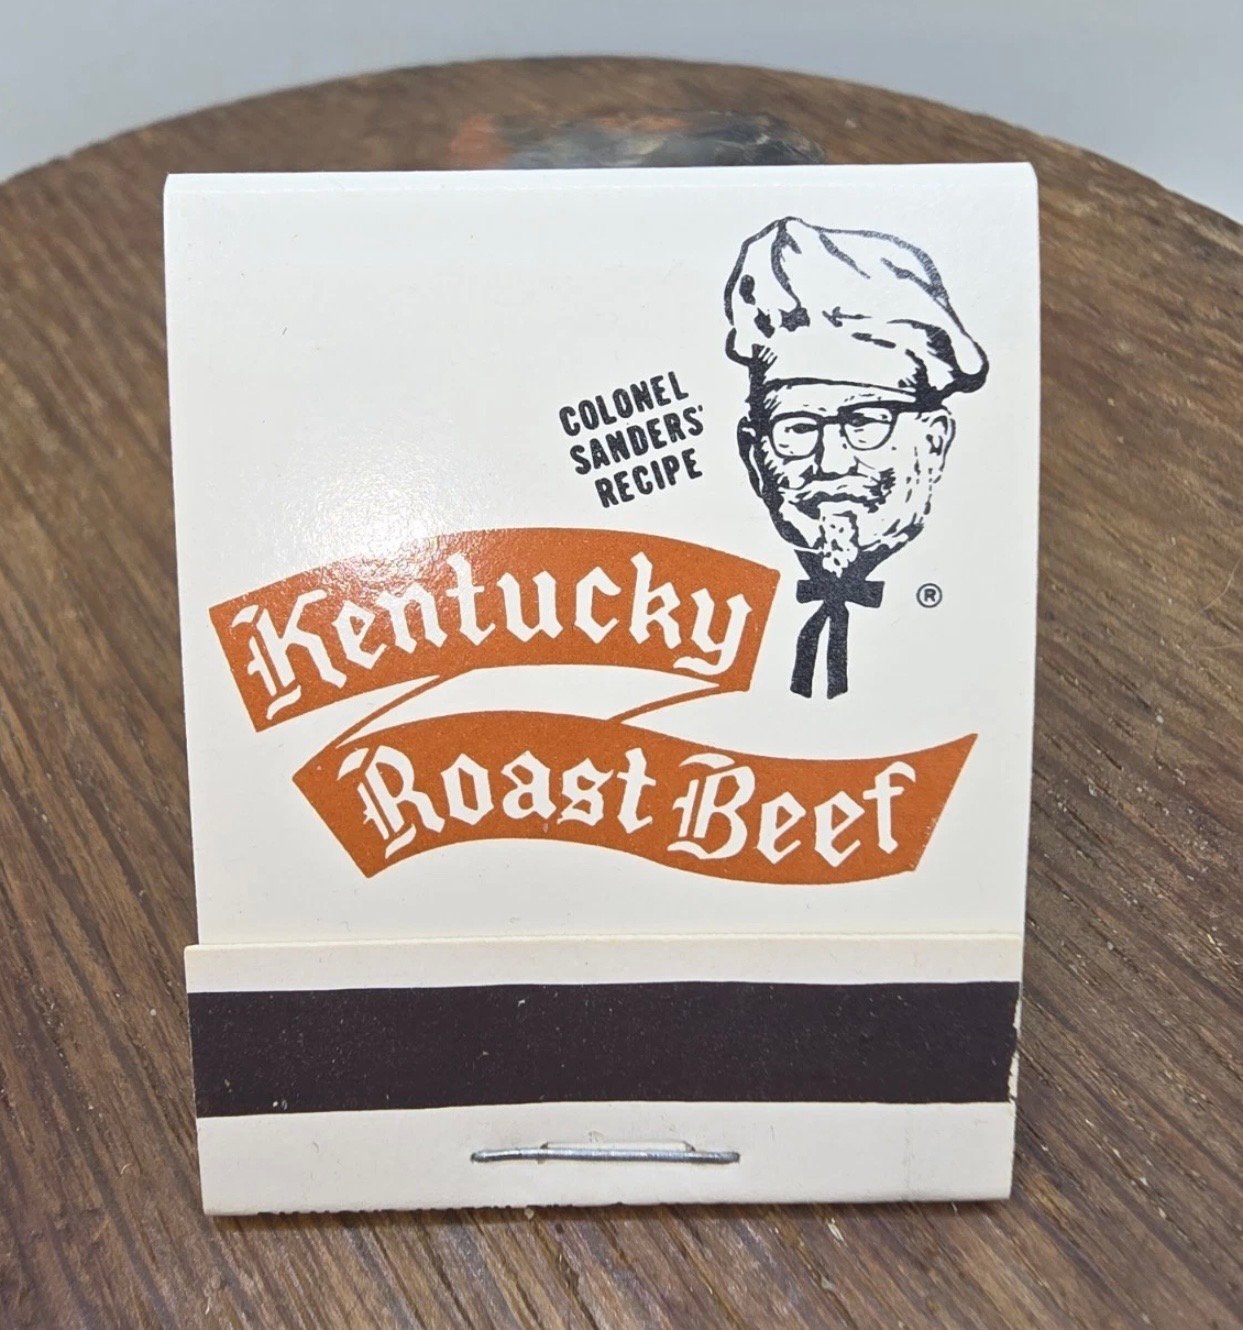 COLONEL
SANDERS'
RECIPE
Kentucky
®
Roast Beef